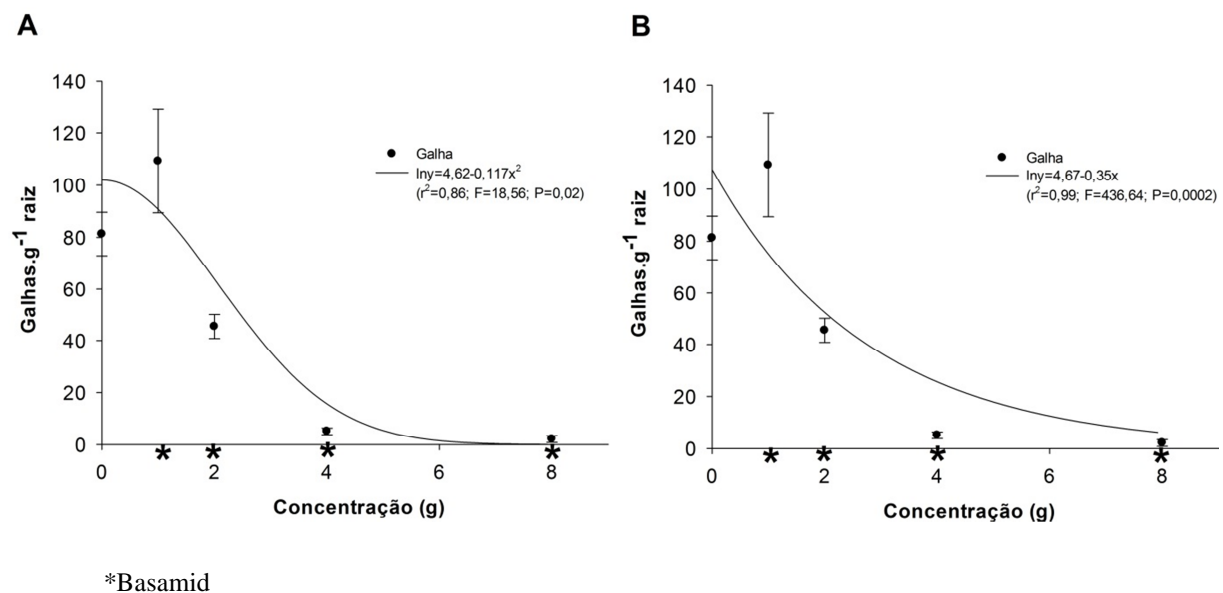 A
140
120
100
80
60
40
20
0
Galhas.g⁻¹ raiz
Galha
lny=4,62-0,117x²
(r²=0,86; F=18,56; P=0,02)
* * * *
0 2 4 6 8
Concentração (g)
B
140
120
100
80
60
40
20
0
Galhas.g⁻¹ raiz
Galha
lny=4,67-0,35x
(r²=0,99; F=436,64; P=0,0002)
* * * *
0 2 4 6 8
Concentração (g)
*Basamid